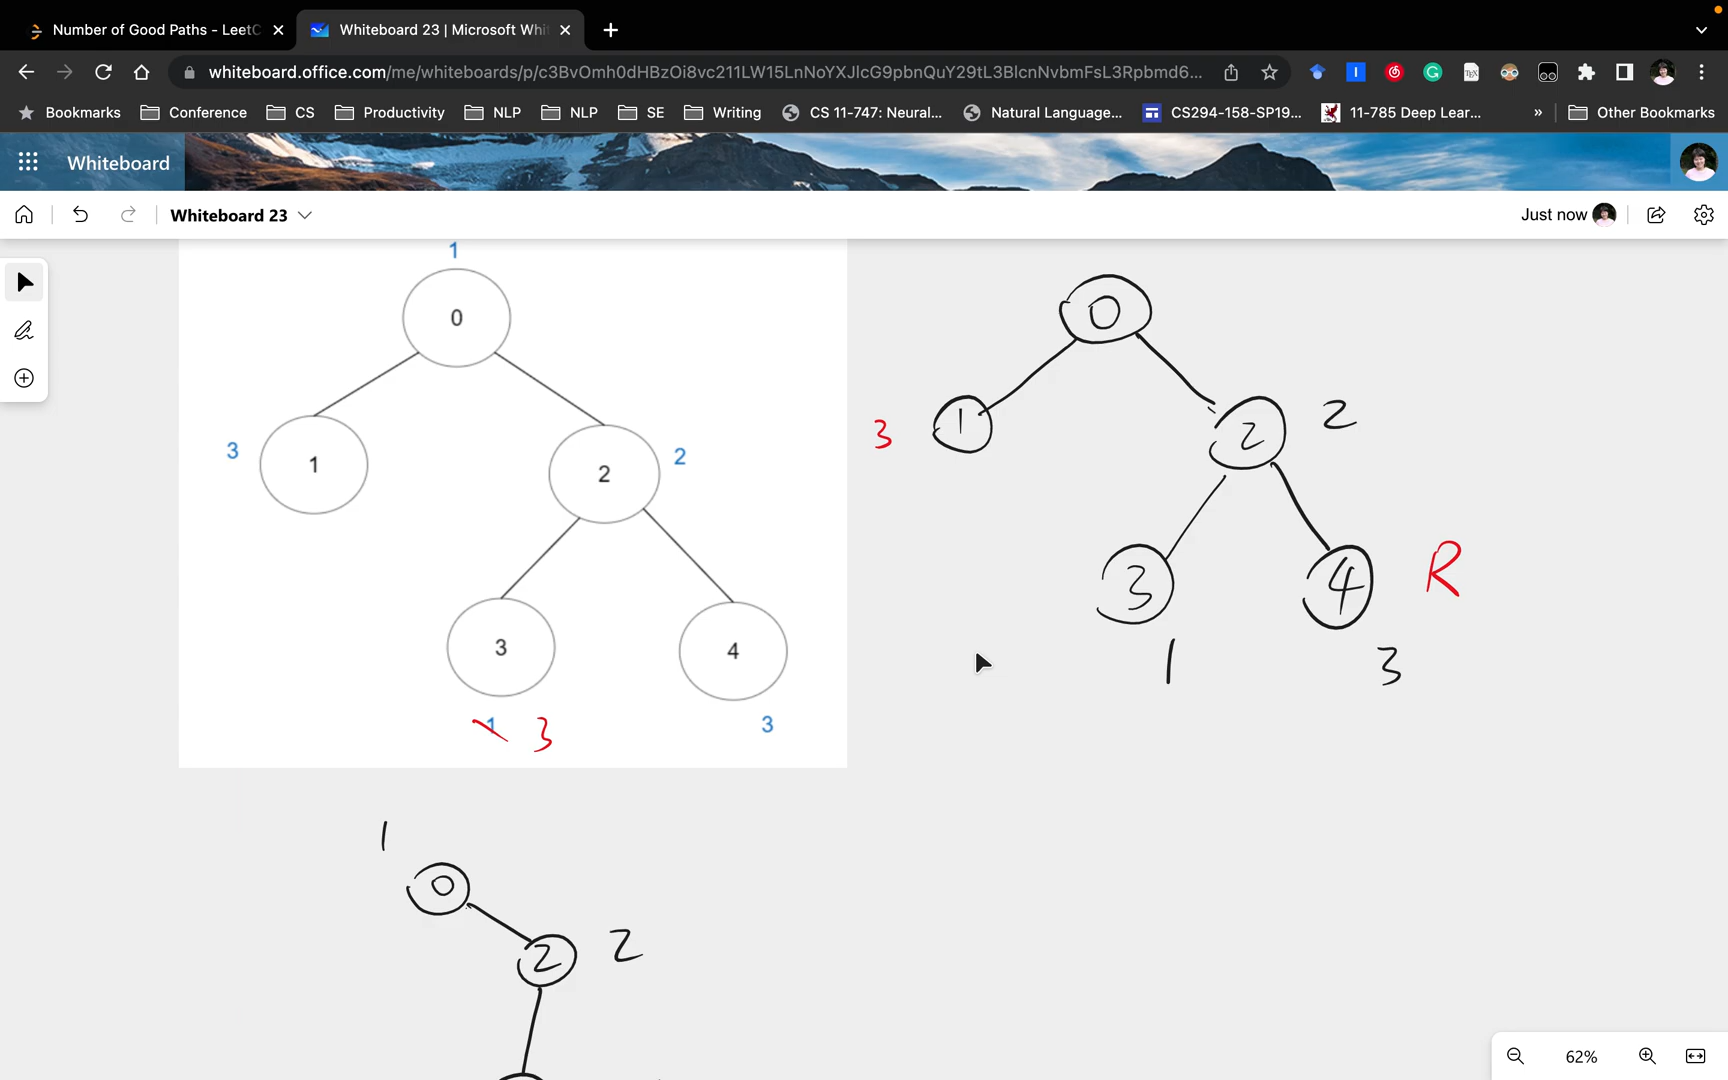 Number of Good Paths - LeetC
Whiteboard 23 | Microsoft Whi
whiteboard.office.com/me/whiteboards/p/c3BvOmh0dHBzOi8vc211LW15LnNoYXJlcG9pbnQuY29tL3BlcnNvbmFsL3Rpbmd6...
Bookmarks Conference CS Productivity NLP NLP SE Writing CS 11-747: Neural... Natural Language... CS294-158-SP19... 11-785 Deep Lear... » Other Bookmarks
Whiteboard
Whiteboard 23
Just now
1
0
3 1 2 2
3 4
1 3 3
0
3 1 2 2
3 4 R
1 3
1
0
2 2
62%